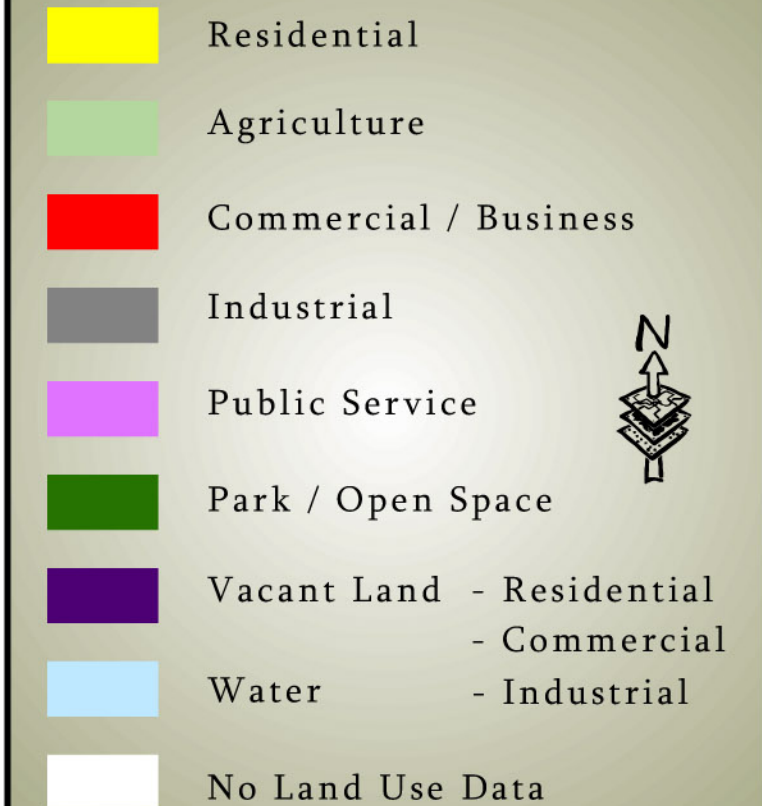 Residential
Agriculture
Commercial / Business
Industrial
N
Public Service
Park / Open Space
Vacant Land - Residential
- Commercial
Water - Industrial
No Land Use Data